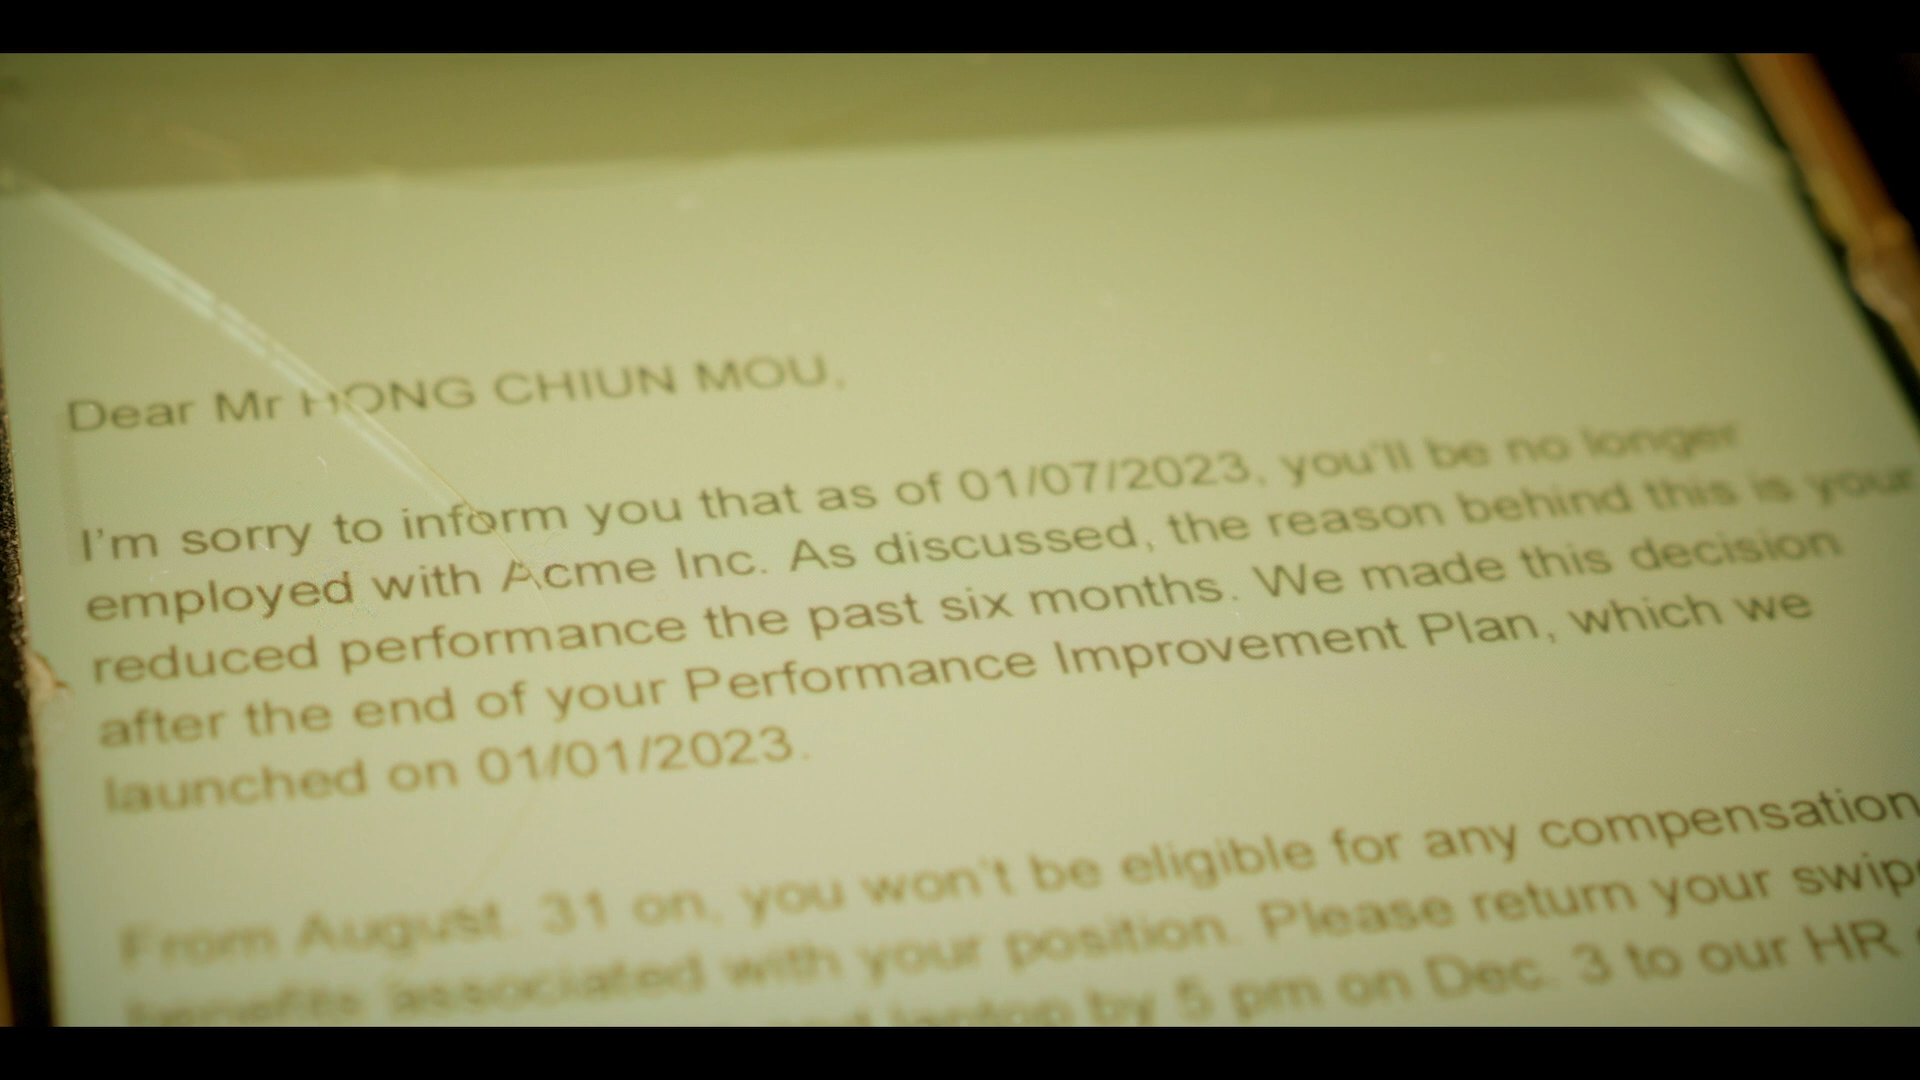 Dear Mr HONG CHIUN MOU,
I'm sorry to inform you that as of 01/07/2023, you'll be no longer
employed with Acme Inc. As discussed, the reason behind this is your
reduced performance the past six months. We made this decision
after the end of your Performance Improvement Plan, which we
launched on 01/01/2023.
From August. 31 on, you won't be eligible for any compensation
benefits associated with your position. Please return your
laptop by 5 pm on Dec. 3 to our HR